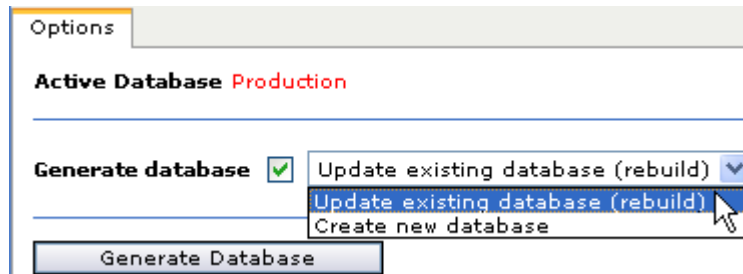 Options
Active Database Production
Generate database Update existing database (rebuild)
Update existing database (rebuild)
Create new database
Generate Database